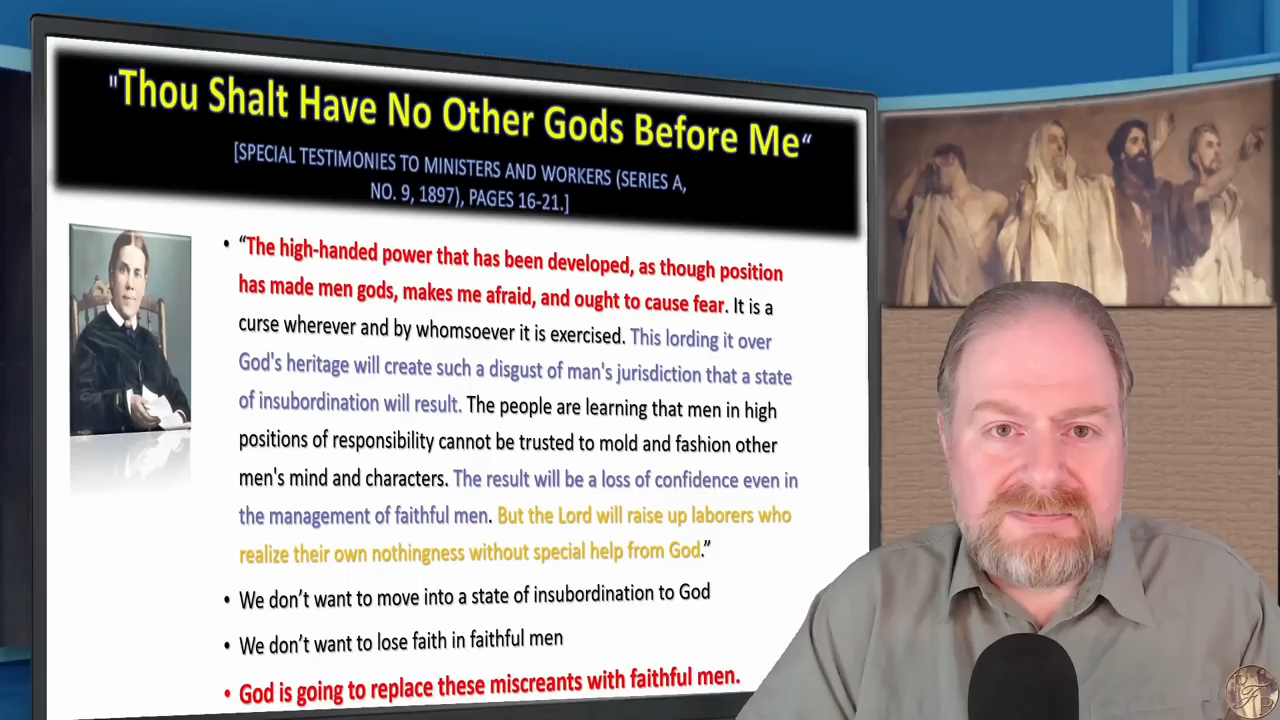 "Thou Shalt Have No Other Gods Before Me“
[SPECIAL TESTIMONIES TO MINISTERS AND WORKERS (SERIES A,
NO. 9, 1897), PAGES 16-21.]
• “The high-handed power that has been developed, as though position
has made men gods, makes me afraid, and ought to cause fear. It is a
curse wherever and by whomsoever it is exercised. This lording it over
God's heritage will create such a disgust of man's jurisdiction that a state
of insubordination will result. The people are learning that men in high
positions of responsibility cannot be trusted to mold and fashion other
men's mind and characters. The result will be a loss of confidence even in
the management of faithful men. But the Lord will raise up laborers who
realize their own nothingness without special help from God.”
• We don’t want to move into a state of insubordination to God
• We don’t want to lose faith in faithful men
• God is going to replace these miscreants with faithful men.